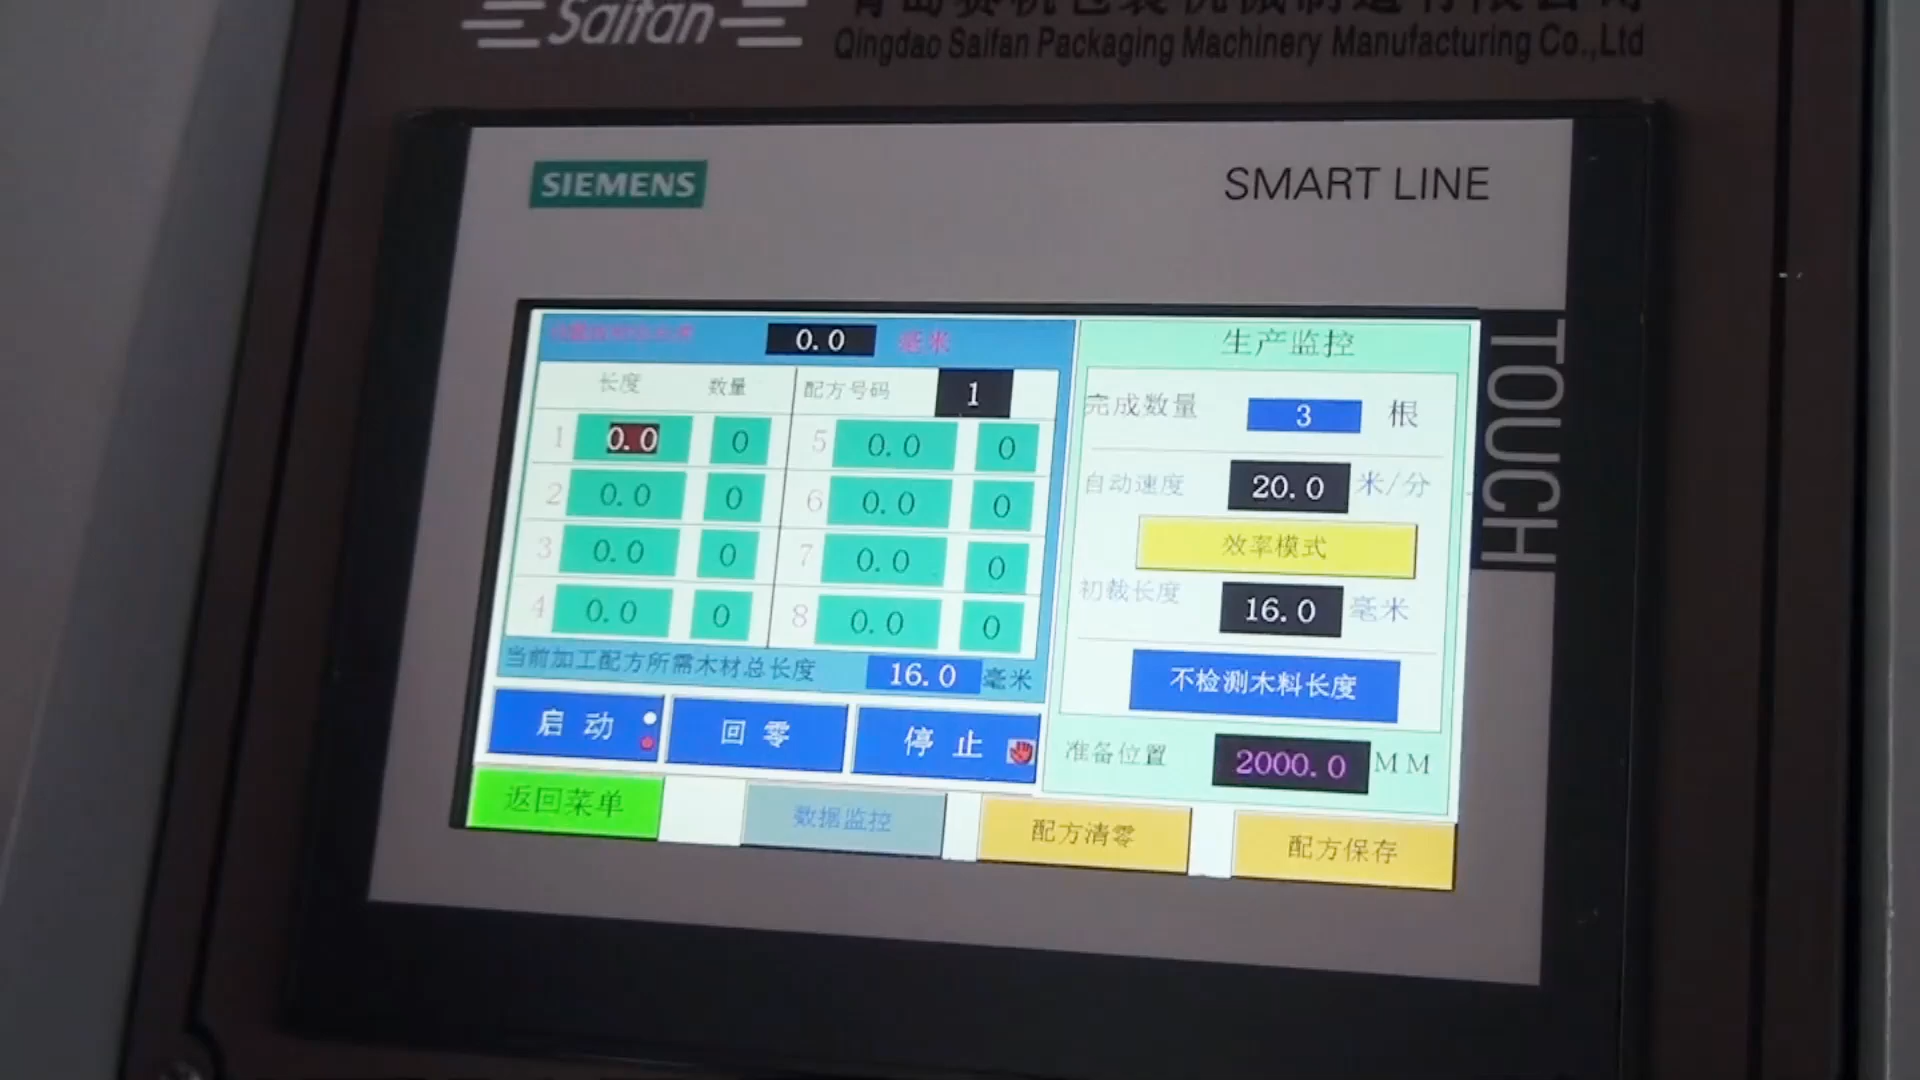 Saifan
Qingdao Saifan Packaging Machinery Manufacturing Co.,Ltd
SIEMENS
SMART LINE
TOUCH
0.0 毫米
长度 数量 配方号码 1
1 0.0 0 5 0.0 0
2 0.0 0 6 0.0 0
3 0.0 0 7 0.0 0
4 0.0 0 8 0.0 0
当前加工配方所需木材总长度 16.0 毫米
启动 回零 停止
生产监控
完成数量 3 根
自动速度 20.0 米/分
效率模式
初裁长度 16.0 毫米
不检测木料长度
准备位置 2000.0 MM
返回菜单 数据监控 配方清零 配方保存